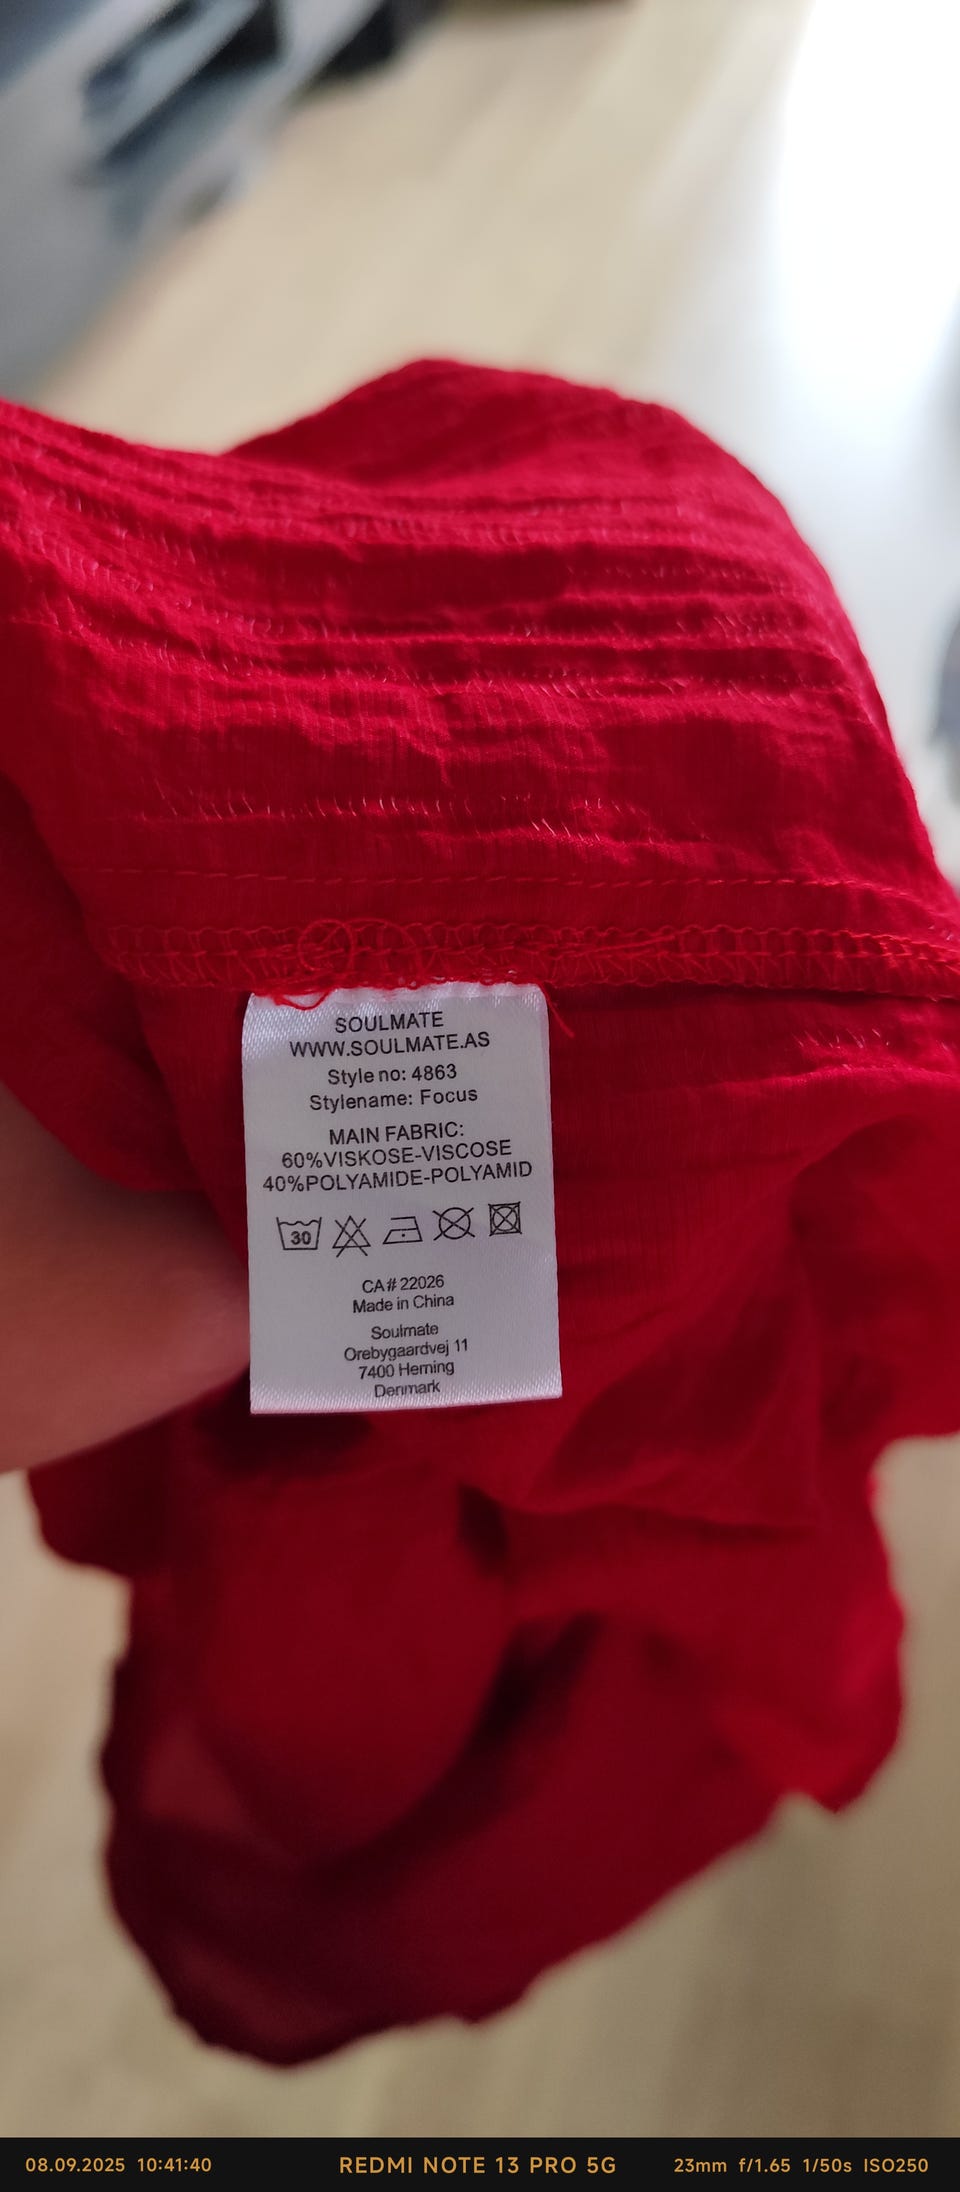 SOULMATE
WWW.SOULMATE.AS
Style no: 4863
Stylename: Focus
MAIN FABRIC:
60%VISKOSE-VISCOSE
40%POLYAMIDE-POLYAMID
30
CA# 22026
Made in China
Soulmate
Orebygaardvej 11
7400 Herning
Denmark
08.09.2025 10:41:40 REDMI NOTE 13 PRO 5G 23mm f/1.65 1/50s ISO250